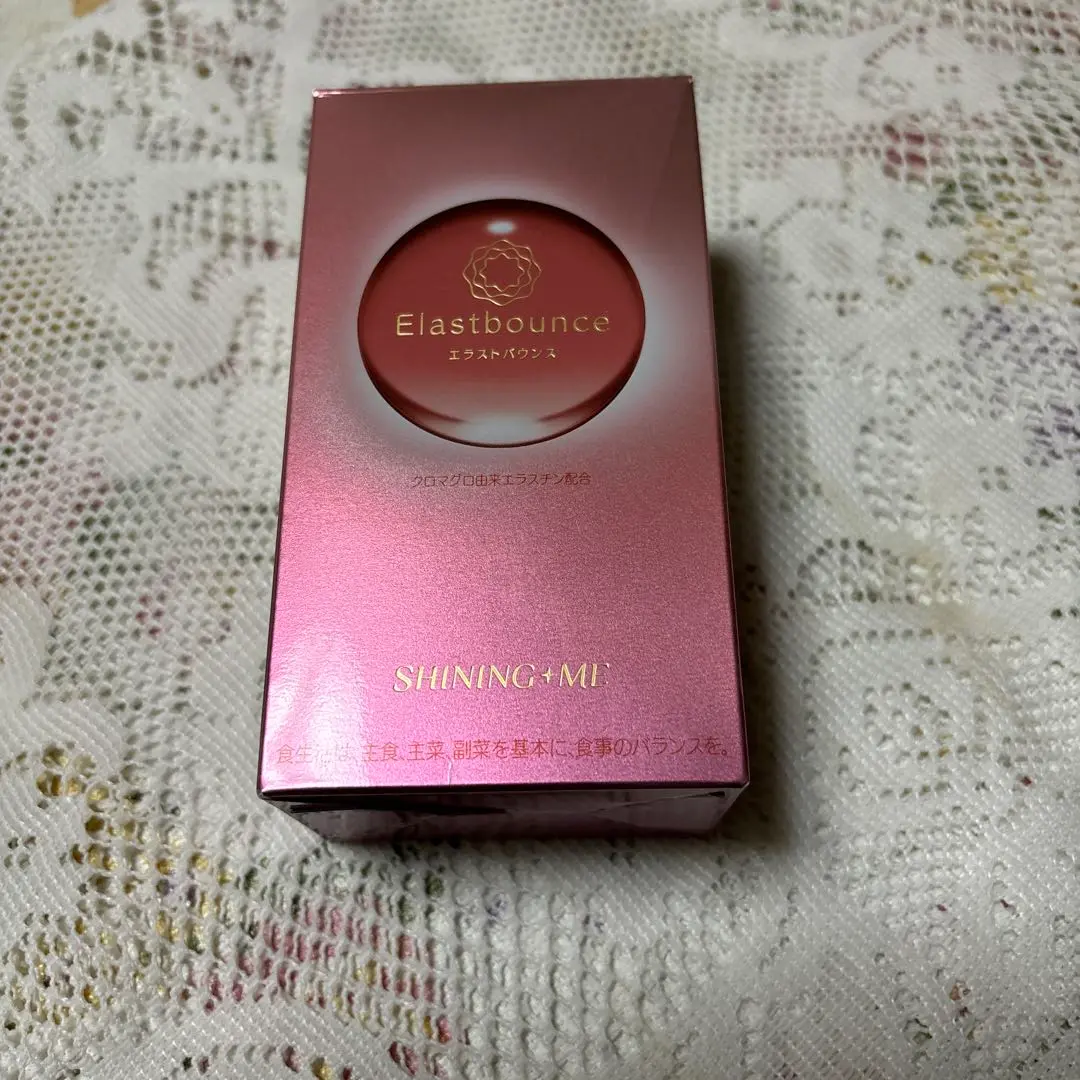 Elastbounce
エラストバウンス
クロマグロ由来エラスチン配合
SHINING+ME
食生活は、主食、主菜、副菜を基本に、食事のバランスを。